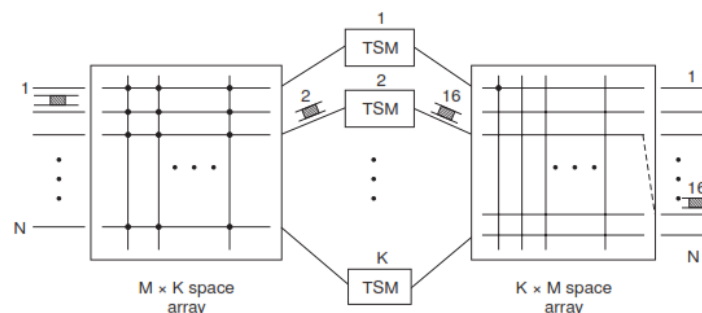 1
TSM
2
TSM
K
TSM
1
N
2
16
1
16
N
M × K space
array
K × M space
array